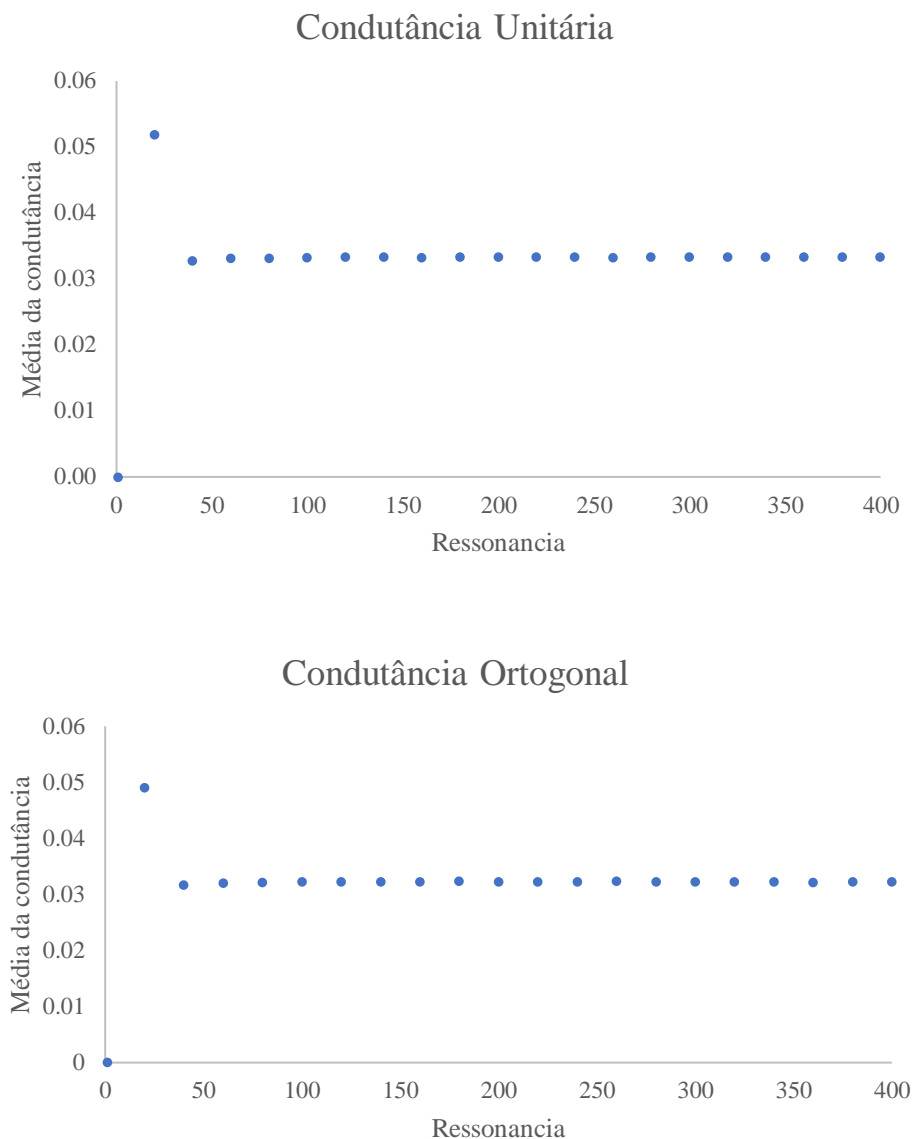 Condutância Unitária
0.06
0.05
0.04
0.03
0.02
0.01
0.00
Média da condutância
0 50 100 150 200 250 300 350 400
Ressonancia
Condutância Ortogonal
0.06
0.05
0.04
0.03
0.02
0.01
0
Média da condutância
0 50 100 150 200 250 300 350 400
Ressonancia